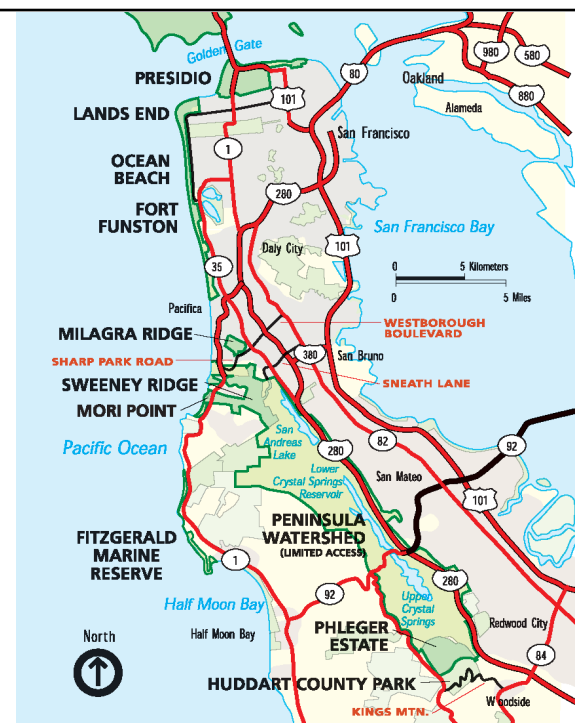 Golden Gate
PRESIDIO
LANDS END
OCEAN
BEACH
FORT
FUNSTON
101
1
80
San Francisco
Oakland
Alameda
980
580
880
280
San Francisco Bay
101
Daly City
35
0 5 Kilometers
0 5 Miles
Pacifica
MILAGRA RIDGE
SHARP PARK ROAD
SWEENEY RIDGE
MORI POINT
WESTBOROUGH
BOULEVARD
380
San Bruno
SNEATH LANE
Pacific Ocean
San
Andreas
Lake
280
82
92
Lower
Crystal Springs
Reservoir
San Mateo
101
PENINSULA
WATERSHED
(LIMITED ACCESS)
FITZGERALD
MARINE
RESERVE
1
92
280
Half Moon Bay
Half Moon Bay
Upper
Crystal
Springs
Redwood City
PHLEGER
ESTATE
84
North
HUDDART COUNTY PARK
Woodside
KINGS MTN.